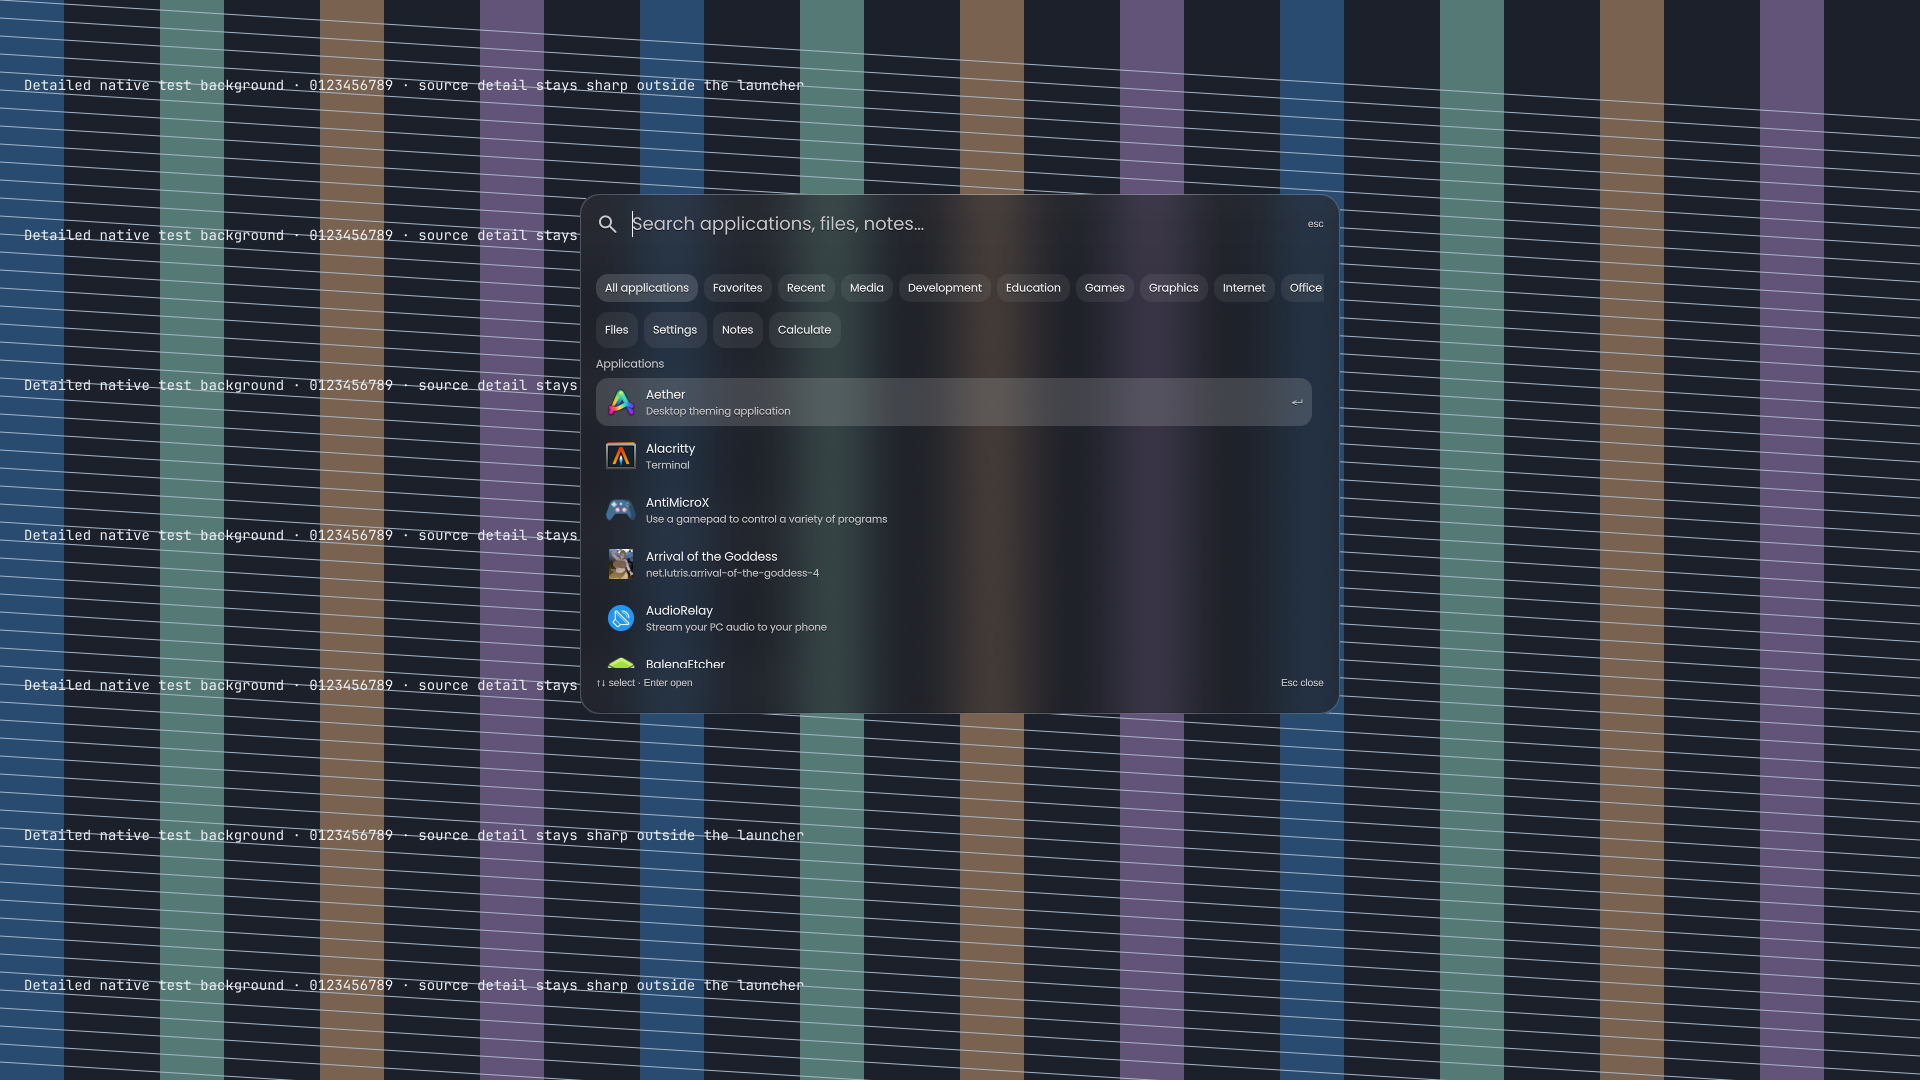 Detailed native test background · 0123456789 · source detail stays sharp outside the launcher
Detailed native test background · 0123456789 · source detail stays
Search applications, files, notes...
esc
All applications Favorites Recent Media Development Education Games Graphics Internet Office
Files Settings Notes Calculate
Applications
Detailed native test background · 0123456789 · source detail stays
Aether
Desktop theming application
Alacritty
Terminal
AntiMicroX
Use a gamepad to control a variety of programs
Detailed native test background · 0123456789 · source detail stays
Arrival of the Goddess
net.lutris.arrival-of-the-goddess-4
AudioRelay
Stream your PC audio to your phone
BalenaEtcher
↑↓ select · Enter open
Esc close
Detailed native test background · 0123456789 · source detail stays
Detailed native test background · 0123456789 · source detail stays sharp outside the launcher
Detailed native test background · 0123456789 · source detail stays sharp outside the launcher